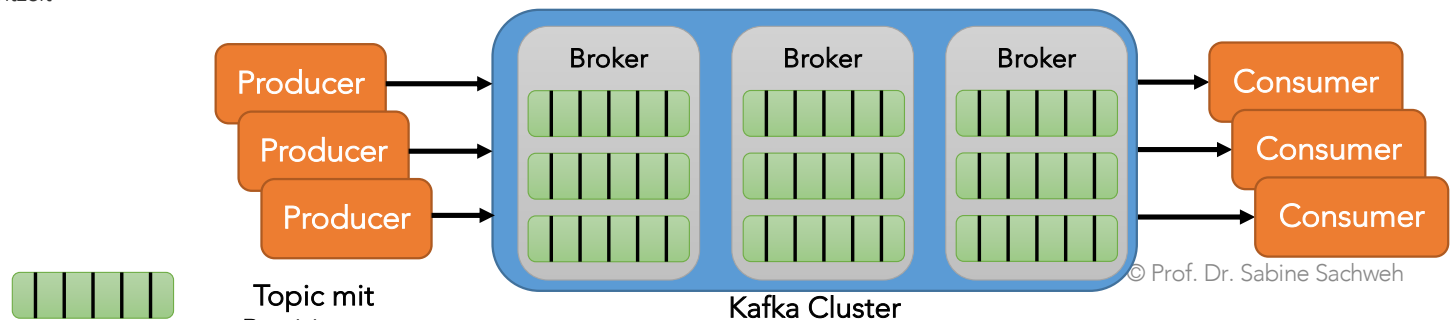 Broker
Broker
Broker
Producer
Producer
Producer
Consumer
Consumer
Consumer
© Prof. Dr. Sabine Sachweh
Topic mit
Kafka Cluster